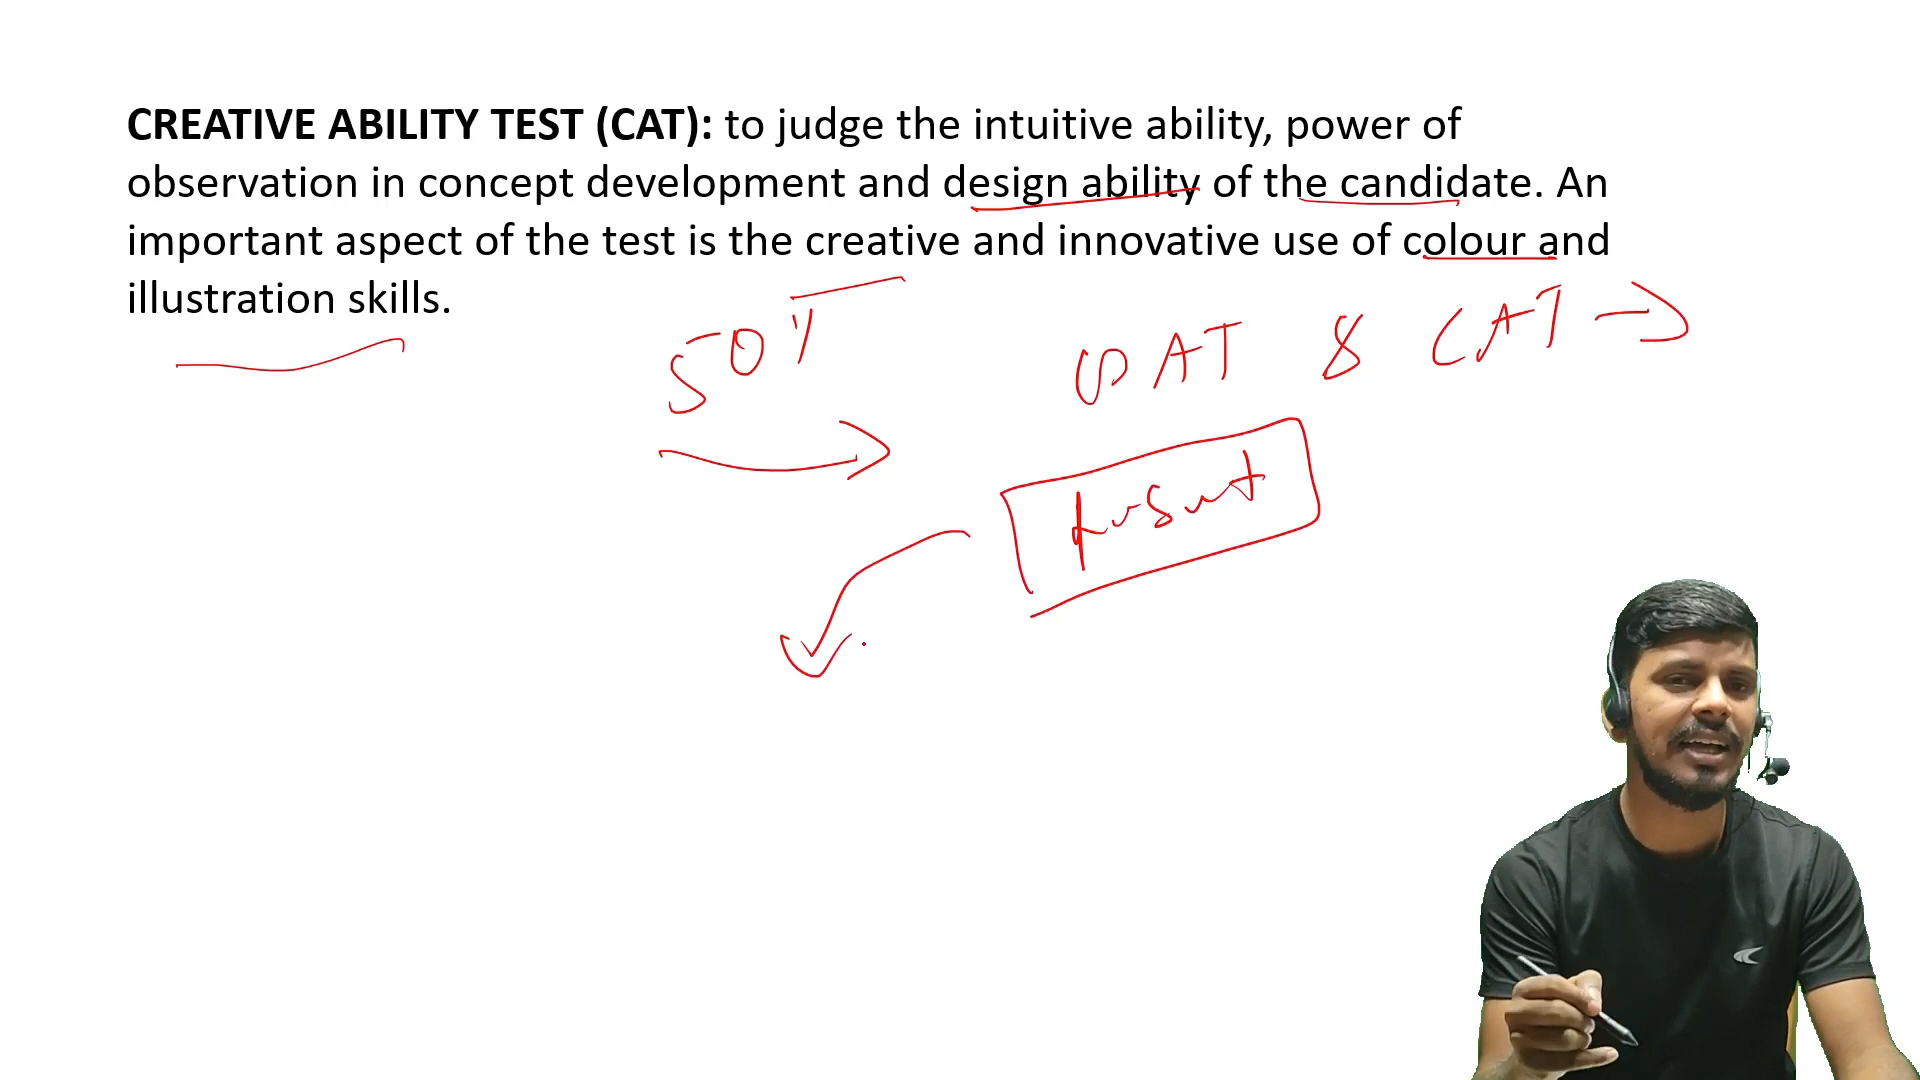 CREATIVE ABILITY TEST (CAT): to judge the intuitive ability, power of
observation in concept development and design ability of the candidate. An
important aspect of the test is the creative and innovative use of colour and
illustration skills.
50%
GAT & CAT →